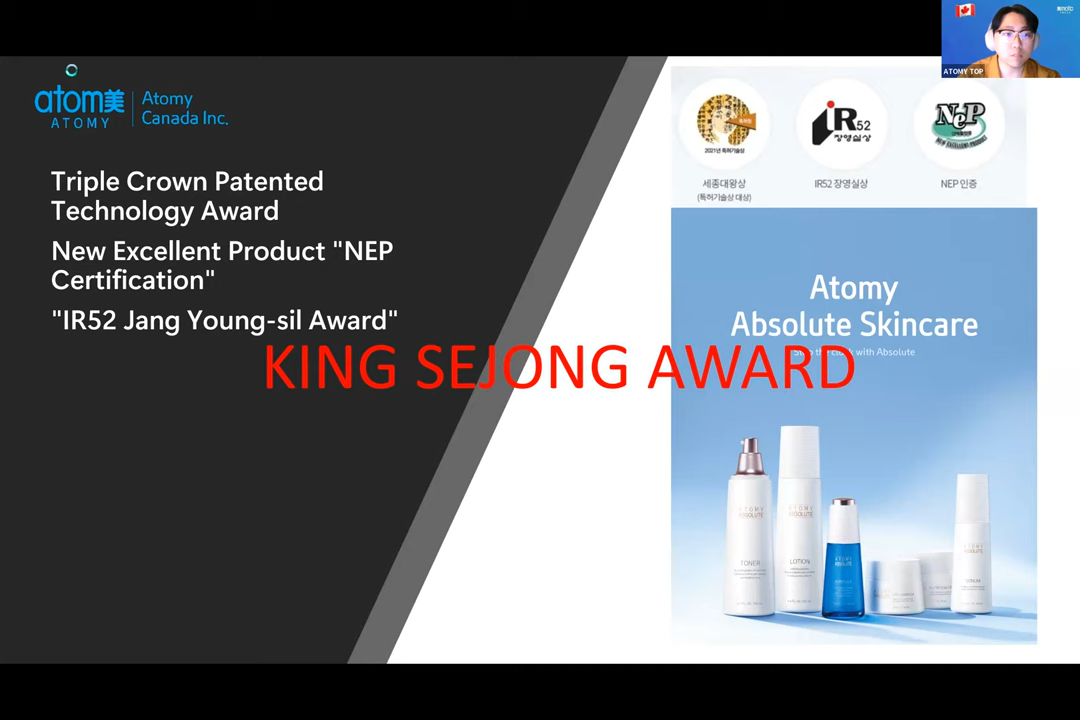 atom美
ATOMY
Atomy
Canada Inc.
Triple Crown Patented
Technology Award
New Excellent Product "NEP
Certification"
"IR52 Jang Young-sil Award"
KING SEJONG AWARD
ATOMY TOP
2021년 특허기술상
iR52
장영실상
NeP
NEW EXCELLENT PRODUCT
세종대왕상
(특허기술상 대상)
IR52 장영실상
NEP 인증
Atomy
Absolute Skincare
with Absolute
ATOMY
ABSOLUTE
TONER
ATOMY
ABSOLUTE
LOTION
ATOMY
ABSOLUTE
ATOMY
ABSOLUTE
SERUM